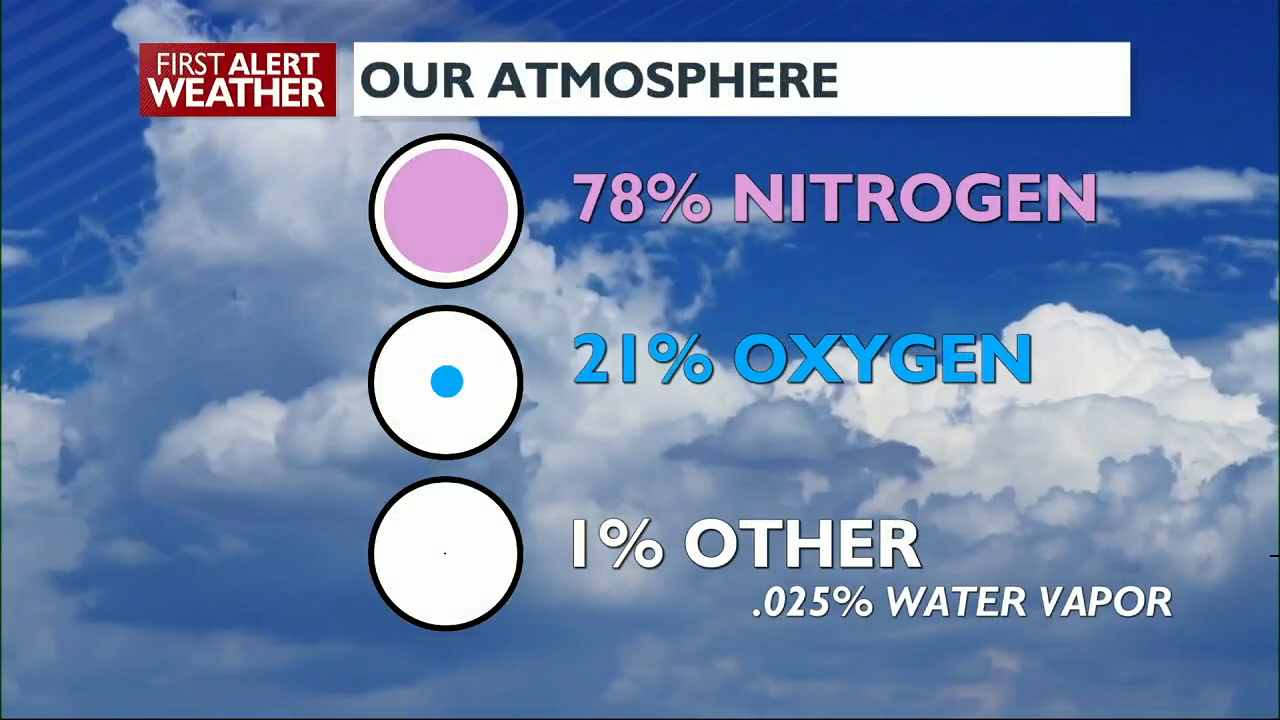 FIRST ALERT
WEATHER
OUR ATMOSPHERE
78% NITROGEN
21% OXYGEN
1% OTHER
.025% WATER VAPOR